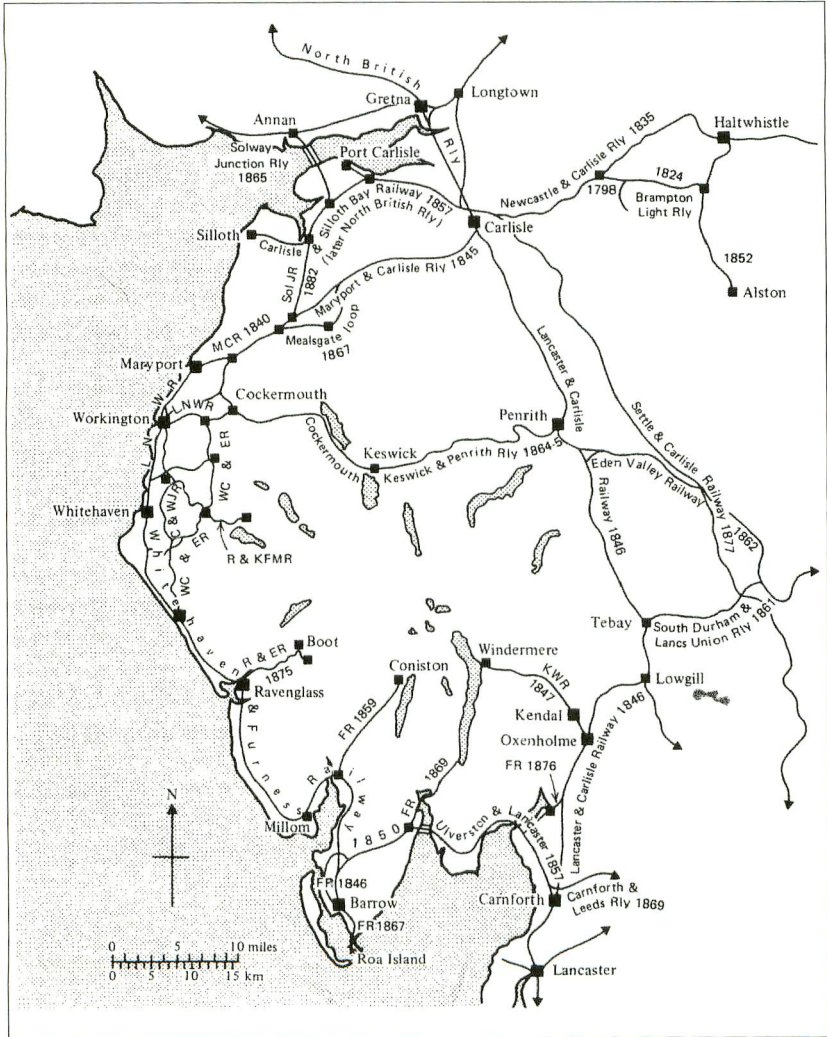 North British
Rly
Gretna
Longtown
Annan
Haltwhistle
Solway
Junction Rly
1865
Port Carlisle
Newcastle & Carlisle Rly 1835
1824
1798
Brampton
Light Rly
Silloth
Carlisle & Silloth Bay Railway 1857
(later North British Rly)
Carlisle
1852
Alston
Sol JR
1882
Maryport & Carlisle Rly 1845
MCR 1840
Mealsgate loop
1867
Maryport
LNWR
Cockermouth
Workington
LNWR
Lancaster & Carlisle
Railway 1846
Penrith
Settle & Carlisle Railway 1877
Cockermouth
Keswick & Penrith Rly 1864-5
Keswick
Eden Valley Railway
1862
WC & ER
Whitehaven
C & WJR
WC & ER
R & KFMR
Tebay
South Durham &
Lancs Union Rly 1861
Whitehaven & Furness Railway 1850
Boot
R & ER
1875
Ravenglass
Coniston
Windermere
KWR
1847
Lowgill
Kendal
Oxenholme
FR 1859
FR 1869
FR 1876
Lancaster & Carlisle Railway 1846
N
Millom
Ulverston & Lancaster 1857
FR 1846
Barrow
Carnforth
Carnforth &
Leeds Rly 1869
FR 1867
Roa Island
0 5 10 miles
0 5 10 15 km
Lancaster